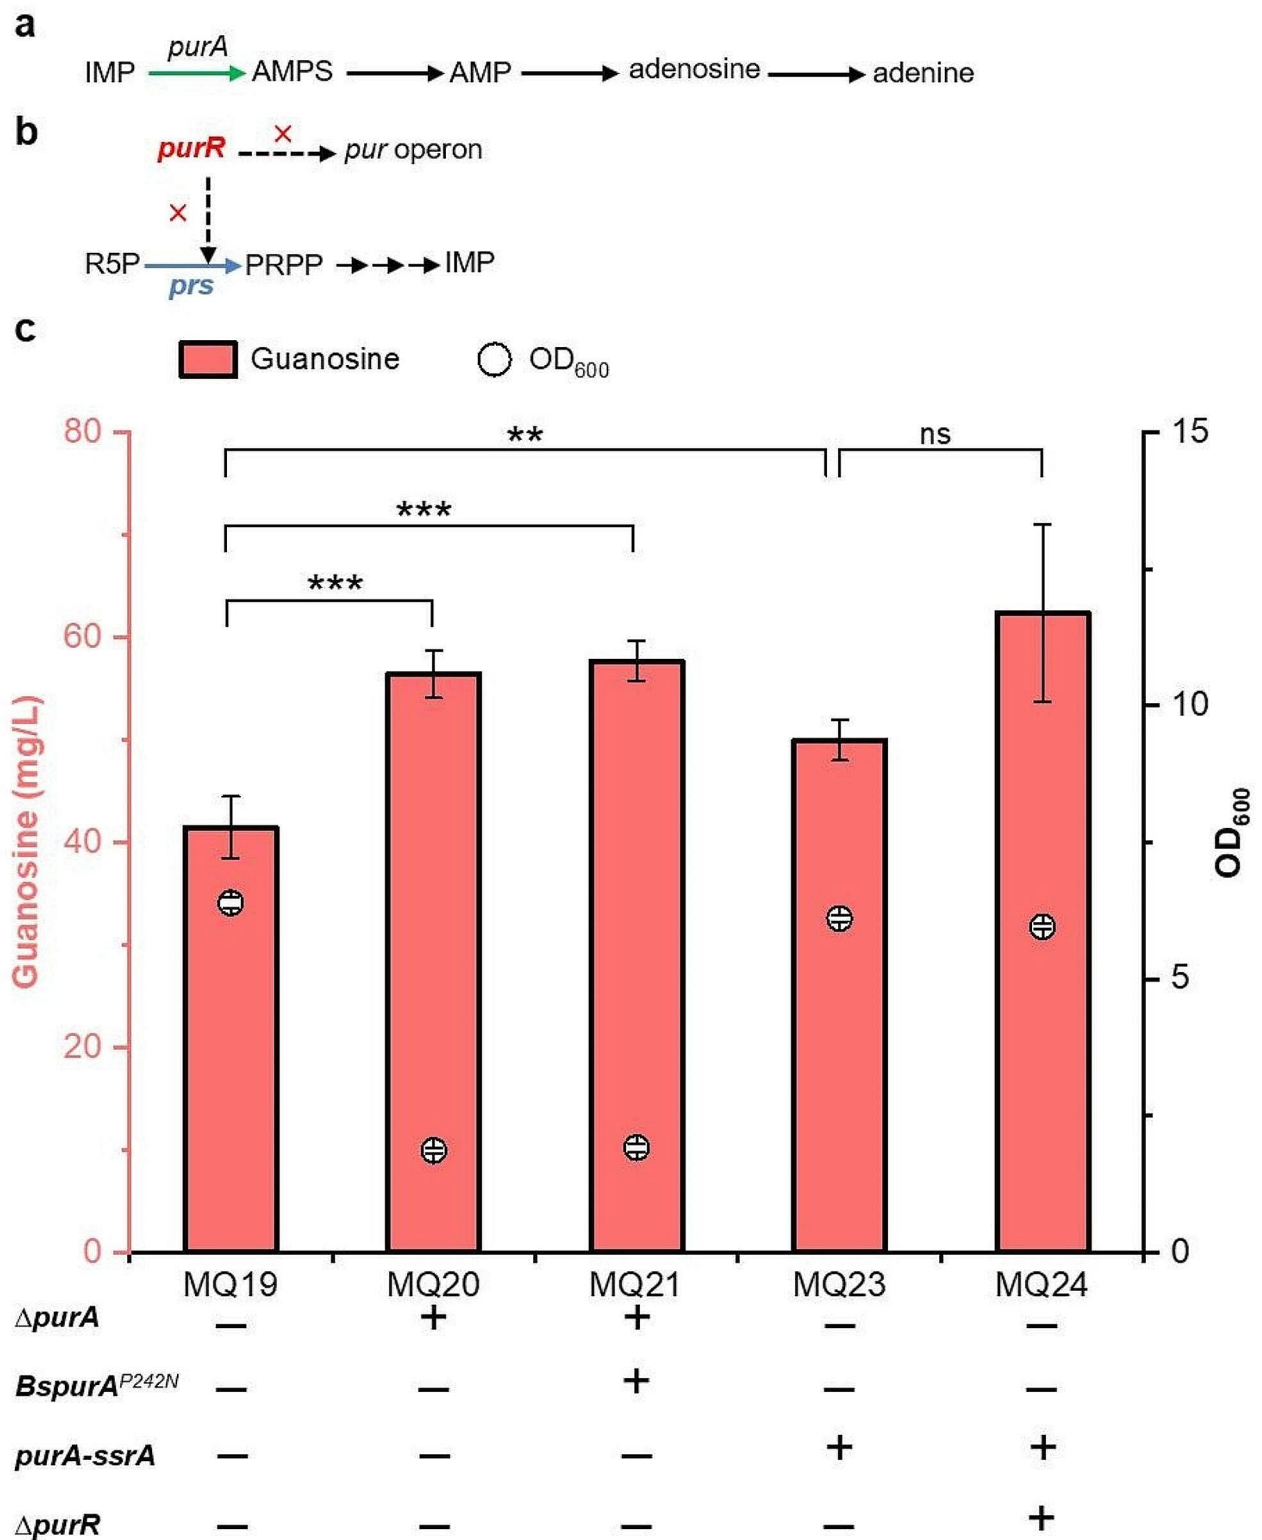 a
purA
IMP AMPS AMP adenosine adenine
b
purR × pur operon
×
R5P PRPP IMP
prs
c
Guanosine OD600
80 ** ns 15
***
***
60
10
Guanosine (mg/L)
OD600
40
5
20
0 0
MQ19 MQ20 MQ21 MQ23 MQ24
ΔpurA — + + — —
BspurAP242N — — + — —
purA-ssrA — — — + +
ΔpurR — — — — +